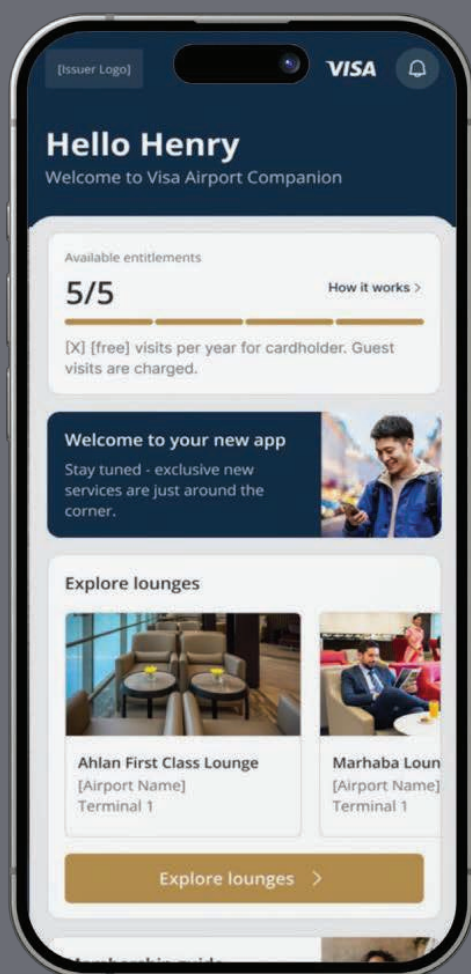 [Issuer Logo]
VISA
Hello Henry
Welcome to Visa Airport Companion
Available entitlements
5/5
How it works >
[X] [free] visits per year for cardholder. Guest
visits are charged.
Welcome to your new app
Stay tuned - exclusive new
services are just around the
corner.
Explore lounges
Ahlan First Class Lounge
[Airport Name]
Terminal 1
Marhaba Loun
[Airport Name]
Terminal 1
Explore lounges >
Membership guide